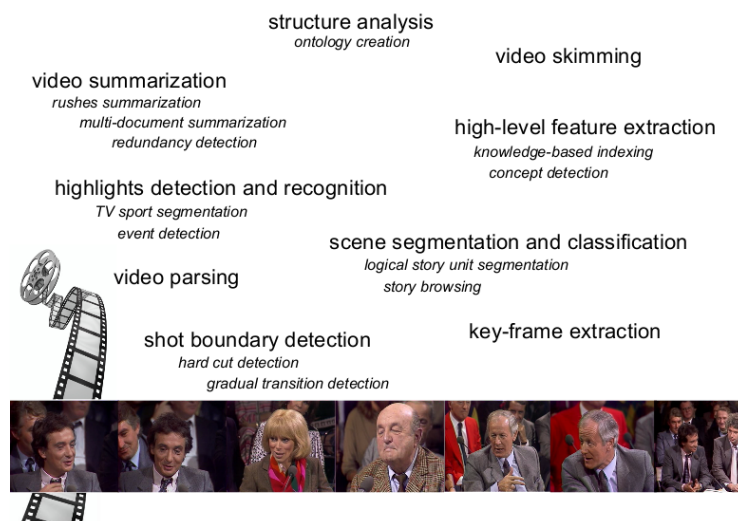 structure analysis
ontology creation
video skimming
video summarization
rushes summarization
multi-document summarization
redundancy detection
high-level feature extraction
knowledge-based indexing
concept detection
highlights detection and recognition
TV sport segmentation
event detection
scene segmentation and classification
logical story unit segmentation
story browsing
video parsing
key-frame extraction
shot boundary detection
hard cut detection
gradual transition detection